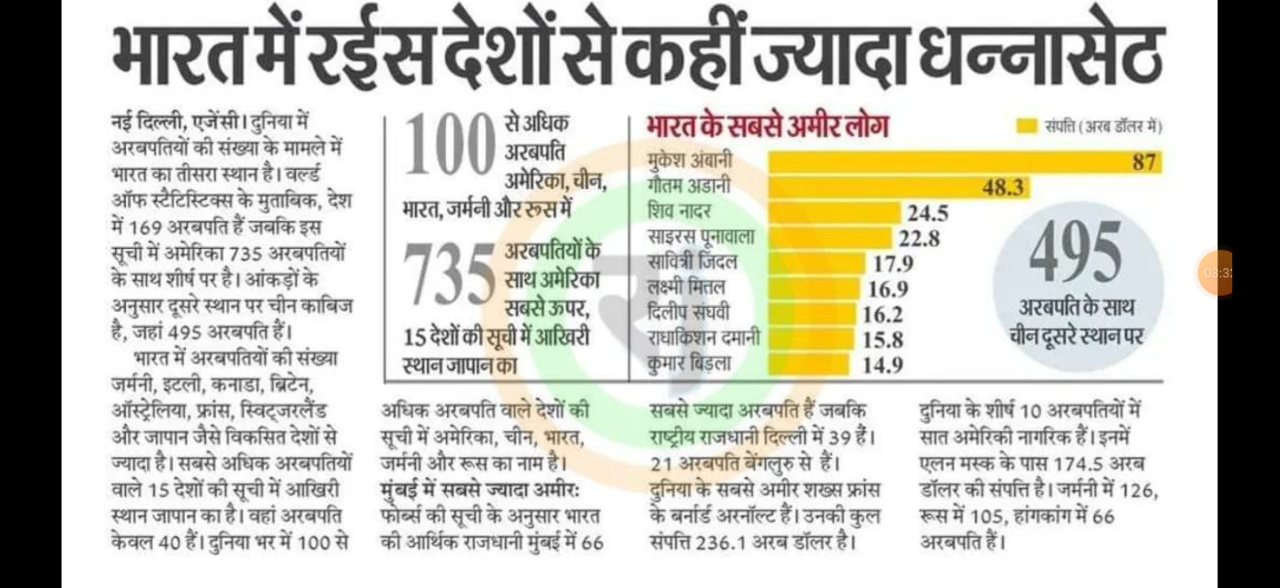 भारत में रईस देशों से कहीं ज्यादा धन्नासेठ
नई दिल्ली, एजेंसी। दुनिया में
अरबपतियों की संख्या के मामले में
भारत का तीसरा स्थान है। वर्ल्ड
ऑफ स्टैटिस्टिक्स के मुताबिक, देश
में 169 अरबपति हैं जबकि इस
सूची में अमेरिका 735 अरबपतियों
के साथ शीर्ष पर है। आंकड़ों के
अनुसार दूसरे स्थान पर चीन काबिज
है, जहां 495 अरबपति हैं।
भारत में अरबपतियों की संख्या
जर्मनी, इटली, कनाडा, ब्रिटेन,
ऑस्ट्रेलिया, फ्रांस, स्विट्जरलैंड
और जापान जैसे विकसित देशों से
ज्यादा है। सबसे अधिक अरबपतियों
वाले 15 देशों की सूची में आखिरी
स्थान जापान का है। वहां अरबपति
केवल 40 हैं। दुनिया भर में 100 से
100 से अधिक
अरबपति
अमेरिका, चीन,
भारत, जर्मनी और रूस में
735 अरबपतियों के
साथ अमेरिका
सबसे ऊपर,
15 देशों की सूची में आखिरी
स्थान जापान का
भारत के सबसे अमीर लोग
संपत्ति (अरब डॉलर में)
मुकेश अंबानी 87
गौतम अडानी 48.3
शिव नादर 24.5
साइरस पूनावाला 22.8
सावित्री जिंदल 17.9
लक्ष्मी मित्तल 16.9
दिलीप संघवी 16.2
राधाकिशन दमानी 15.8
कुमार बिड़ला 14.9
495
अरबपति के साथ
चीन दूसरे स्थान पर
अधिक अरबपति वाले देशों की
सूची में अमेरिका, चीन, भारत,
जर्मनी और रूस का नाम है।
मुंबई में सबसे ज्यादा अमीरः
फोर्ब्स की सूची के अनुसार भारत
की आर्थिक राजधानी मुंबई में 66
सबसे ज्यादा अरबपति हैं जबकि
राष्ट्रीय राजधानी दिल्ली में 39 हैं।
21 अरबपति बेंगलुरु से हैं।
दुनिया के सबसे अमीर शख्स फ्रांस
के बर्नार्ड अरनॉल्ट हैं। उनकी कुल
संपत्ति 236.1 अरब डॉलर है।
दुनिया के शीर्ष 10 अरबपतियों में
सात अमेरिकी नागरिक हैं। इनमें
एलन मस्क के पास 174.5 अरब
डॉलर की संपत्ति है। जर्मनी में 126,
रूस में 105, हांगकांग में 66
अरबपति हैं।